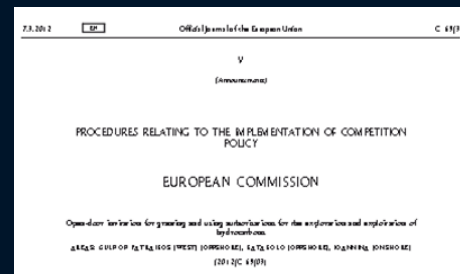 7.3.2012 EN Official Journal of the European Union C 69/
V
(Announcements)
PROCEDURES RELATING TO THE IMPLEMENTATION OF COMPETITION
POLICY
EUROPEAN COMMISSION
Open-door invitation for granting and using authorisations for the exploration and exploitation of
hydrocarbons
AREAS: GULF OF PATRAIKOS (WEST) (OFFSHORE), KATAKOLO (OFFSHORE), IOANNINA (ONSHORE)
(2012/C 69/03)